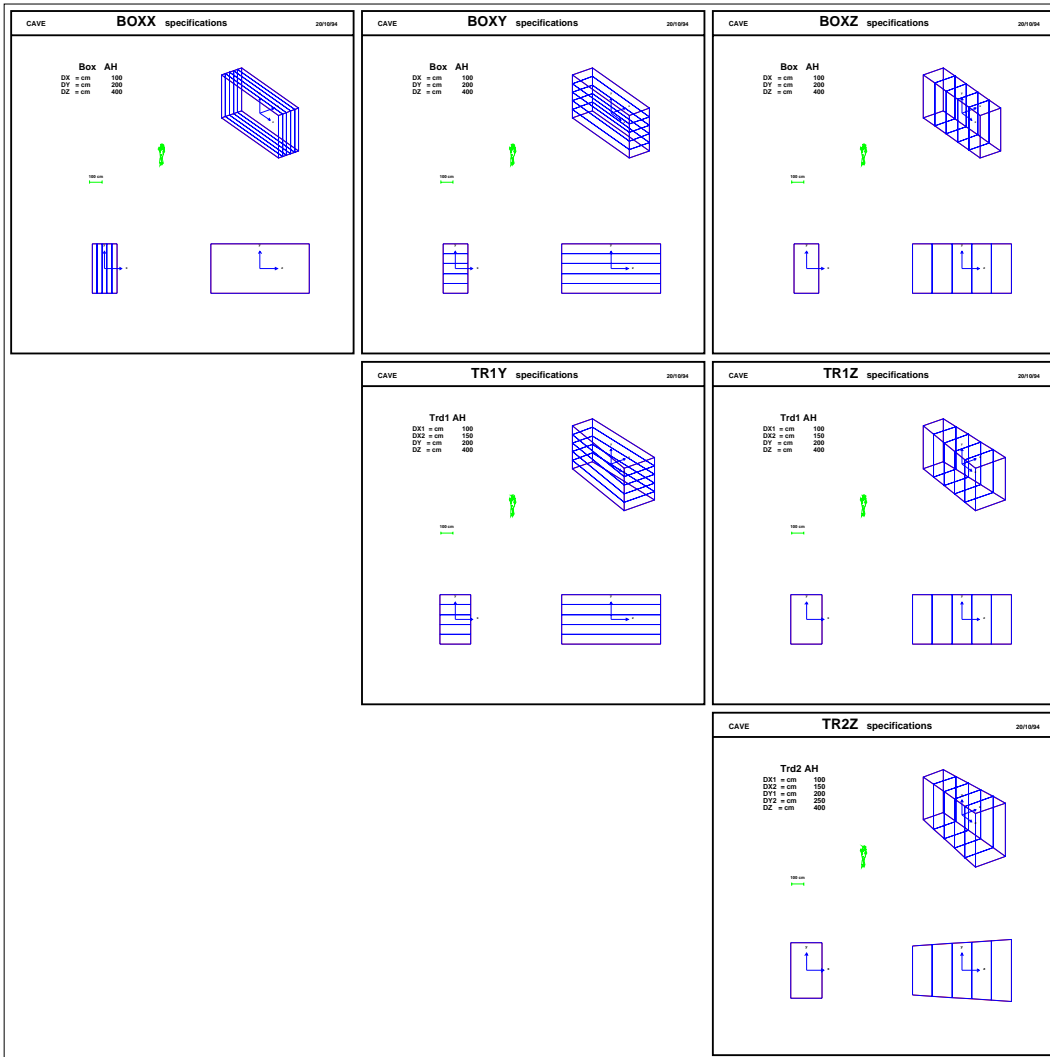 CAVE BOXX specifications 20/10/94
Box AH
DX = cm 100
DY = cm 200
DZ = cm 400
100 cm
CAVE BOXY specifications 20/10/94
Box AH
DX = cm 100
DY = cm 200
DZ = cm 400
100 cm
CAVE BOXZ specifications 20/10/94
Box AH
DX = cm 100
DY = cm 200
DZ = cm 400
100 cm
CAVE TR1Y specifications 20/10/94
Trd1 AH
DX1 = cm 100
DX2 = cm 150
DY = cm 200
DZ = cm 400
100 cm
CAVE TR1Z specifications 20/10/94
Trd1 AH
DX1 = cm 100
DX2 = cm 150
DY = cm 200
DZ = cm 400
100 cm
CAVE TR2Z specifications 20/10/94
Trd2 AH
DX1 = cm 100
DX2 = cm 150
DY1 = cm 200
DY2 = cm 250
DZ = cm 400
100 cm